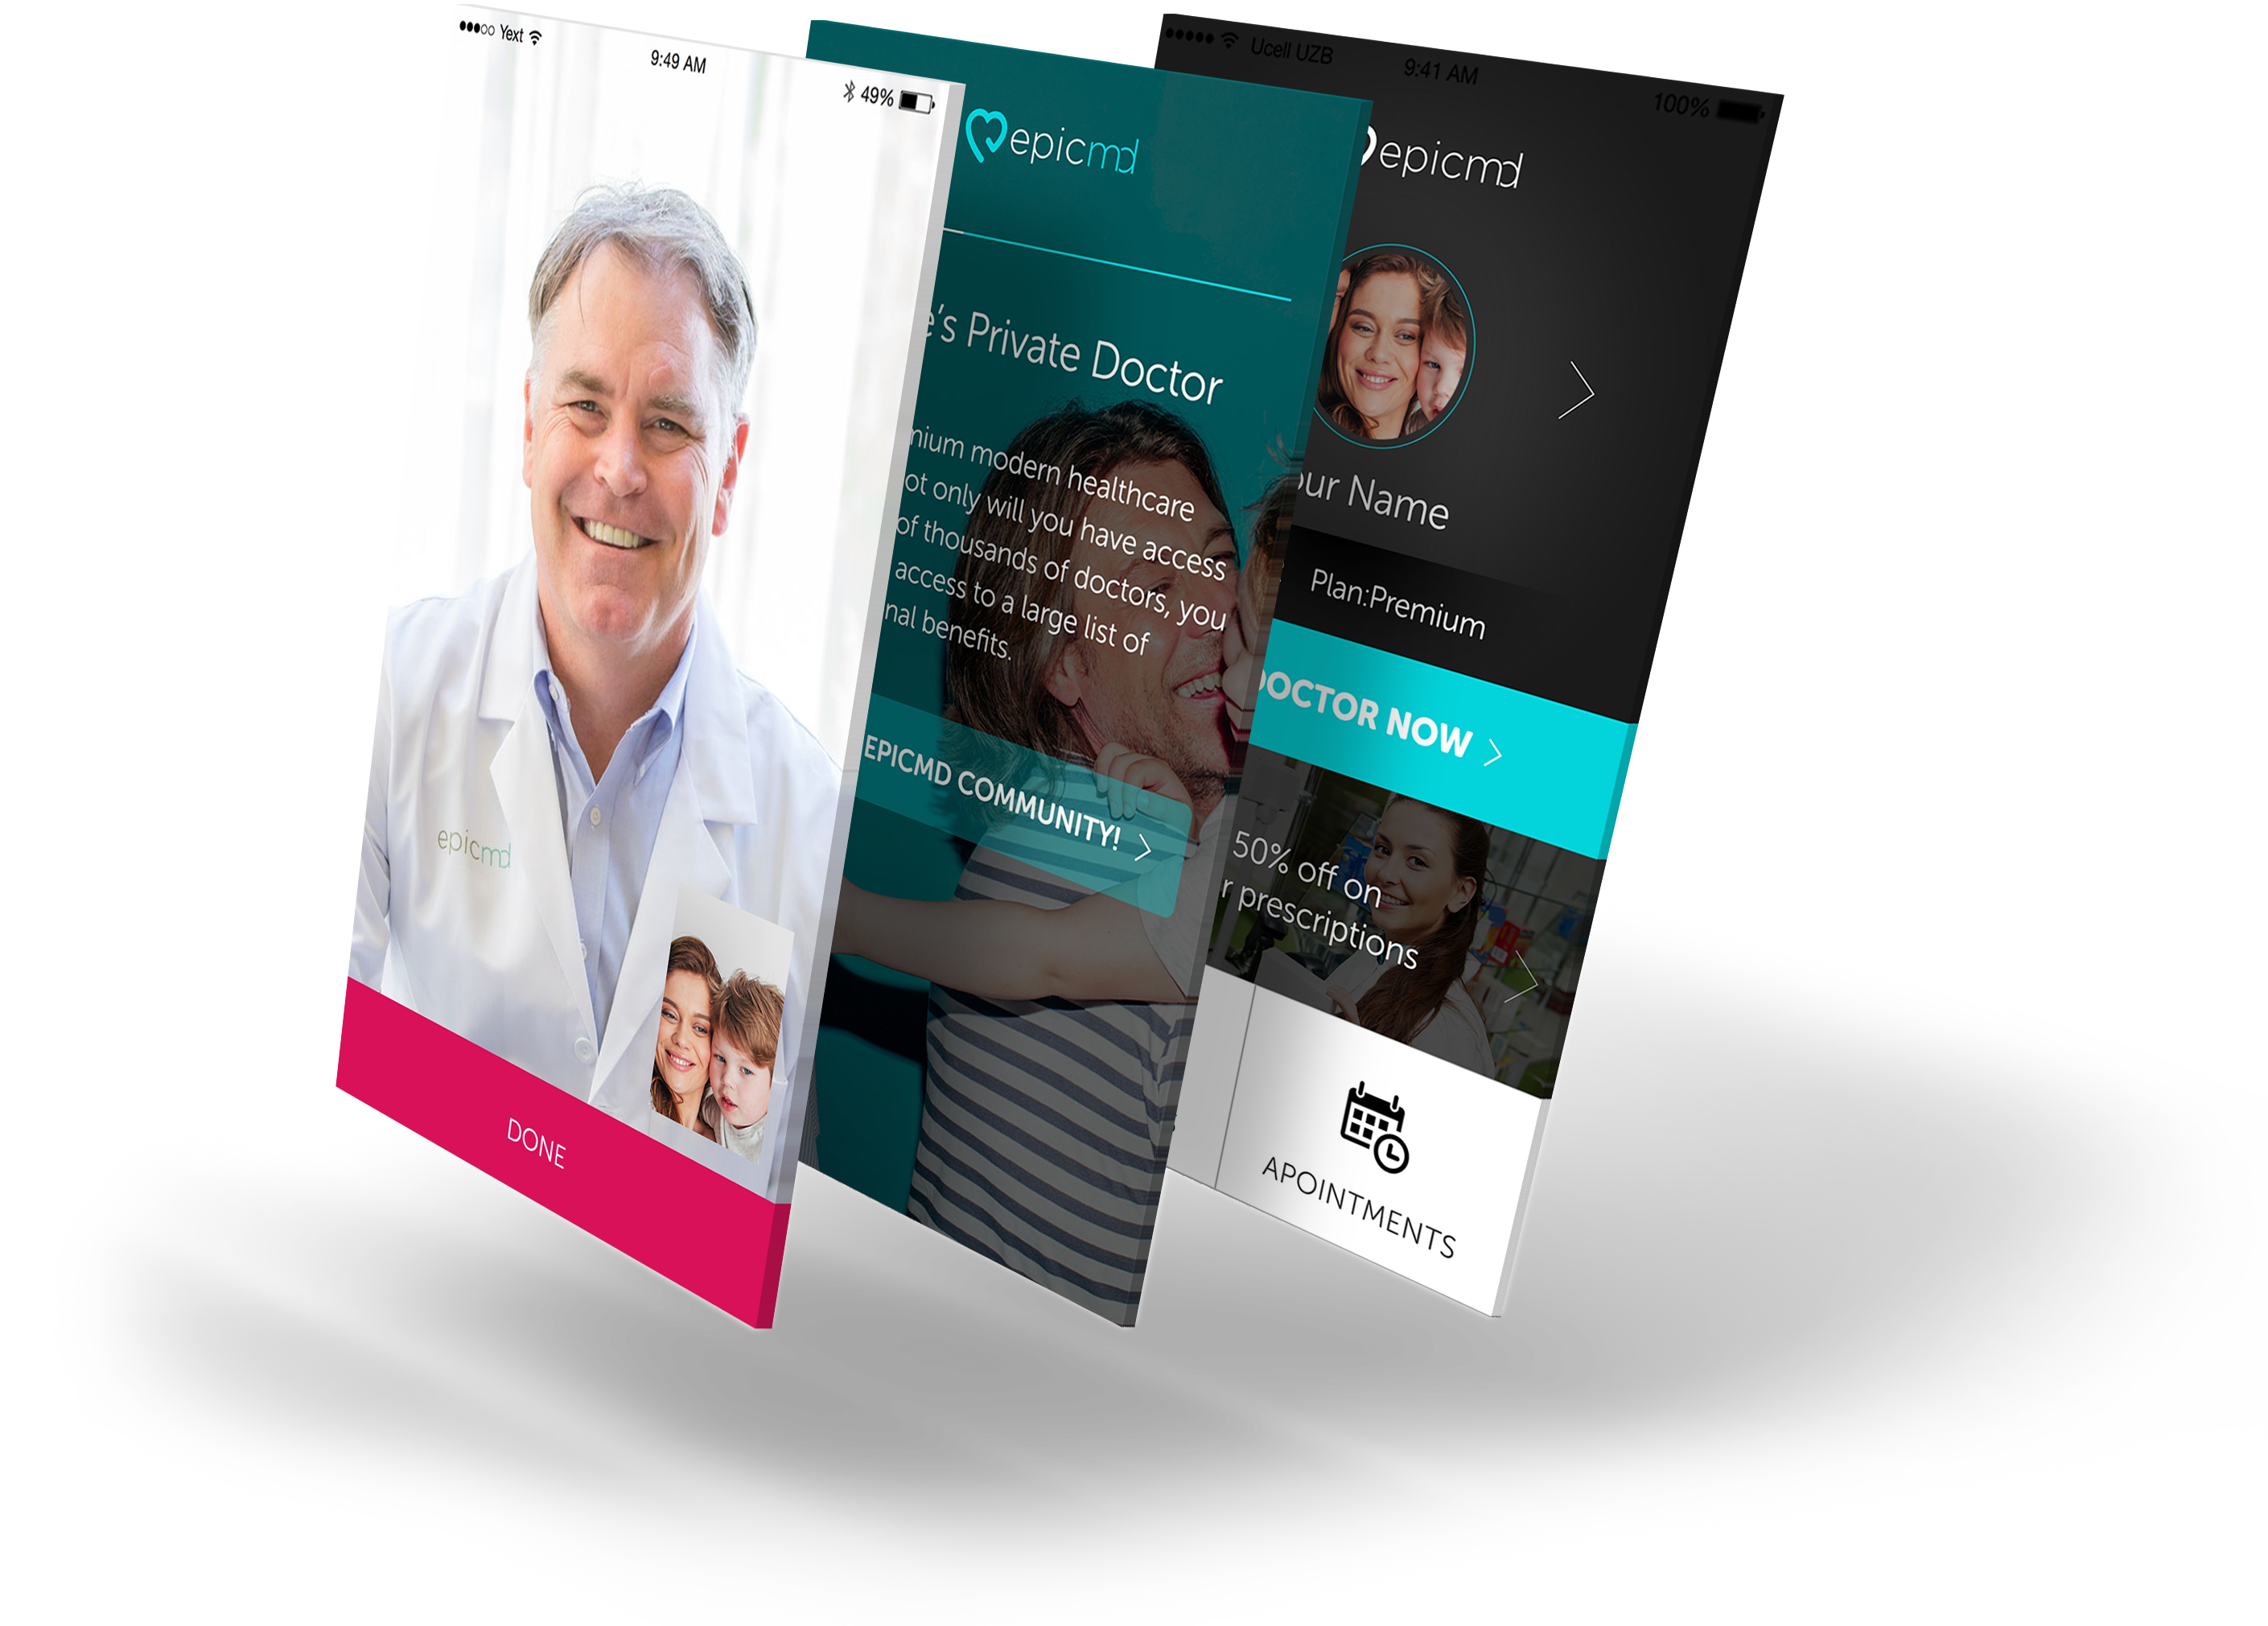 Yext
9:49 AM
49%
epicmd
DONE
epicmd
e's Private Doctor
nium modern healthcare
ot only will you have access
of thousands of doctors, you
access to a large list of
nal benefits.
EPICMD COMMUNITY!
Ucell UZB
9:41 AM
100%
epicmd
our Name
Plan:Premium
DOCTOR NOW
50% off on
r prescriptions
APOINTMENTS